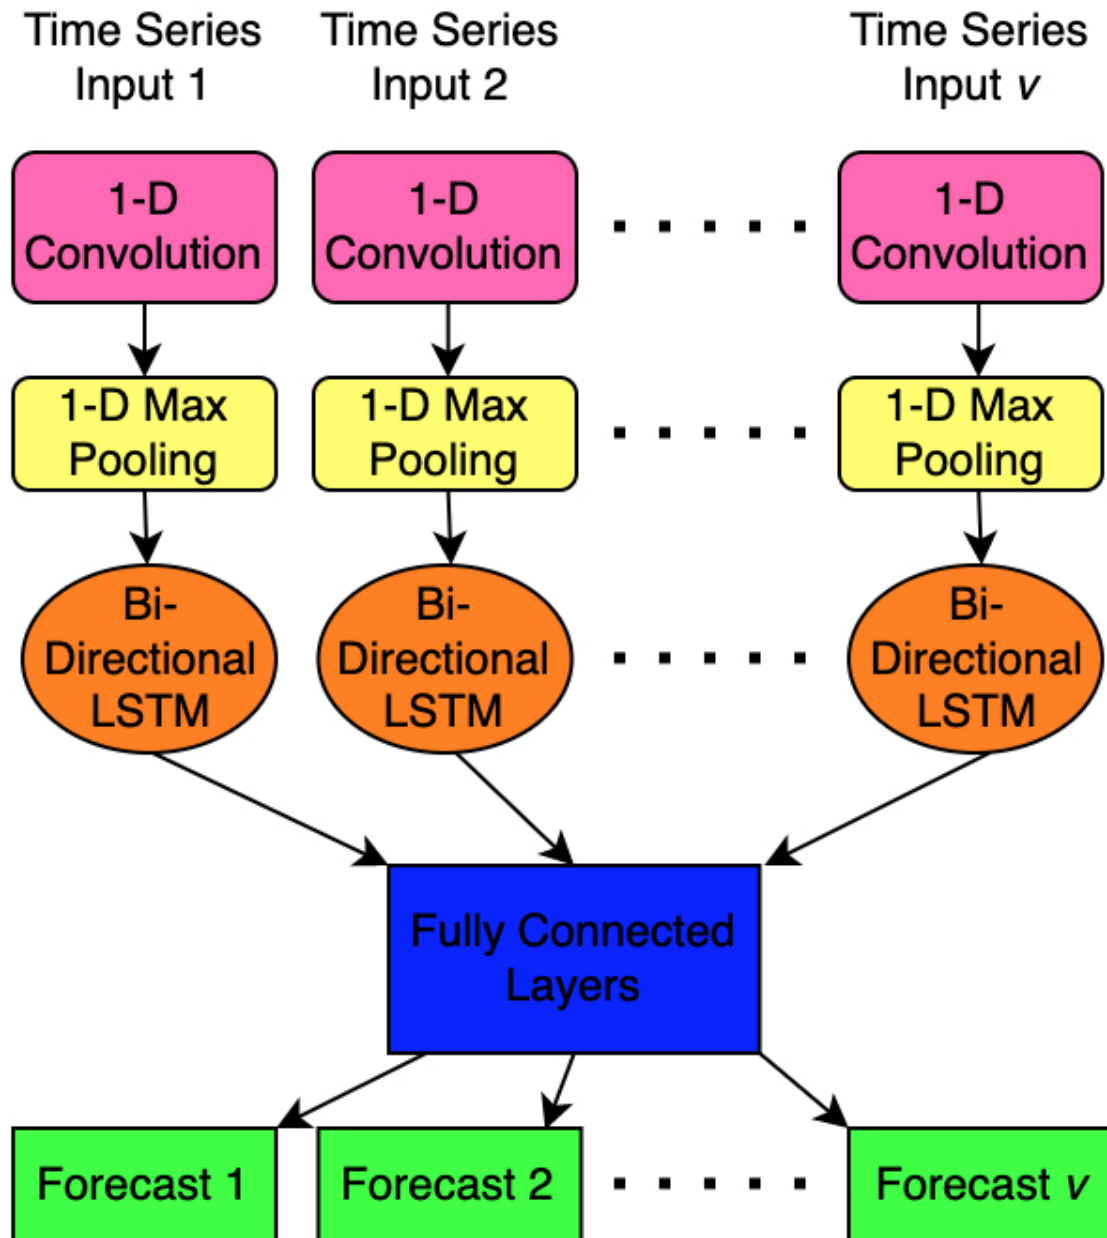 Time Series
Input 1
Time Series
Input 2
Time Series
Input v
1-D
Convolution
1-D
Convolution
1-D
Convolution
1-D Max
Pooling
1-D Max
Pooling
1-D Max
Pooling
Bi-
Directional
LSTM
Bi-
Directional
LSTM
Bi-
Directional
LSTM
Fully Connected
Layers
Forecast 1
Forecast 2
Forecast v